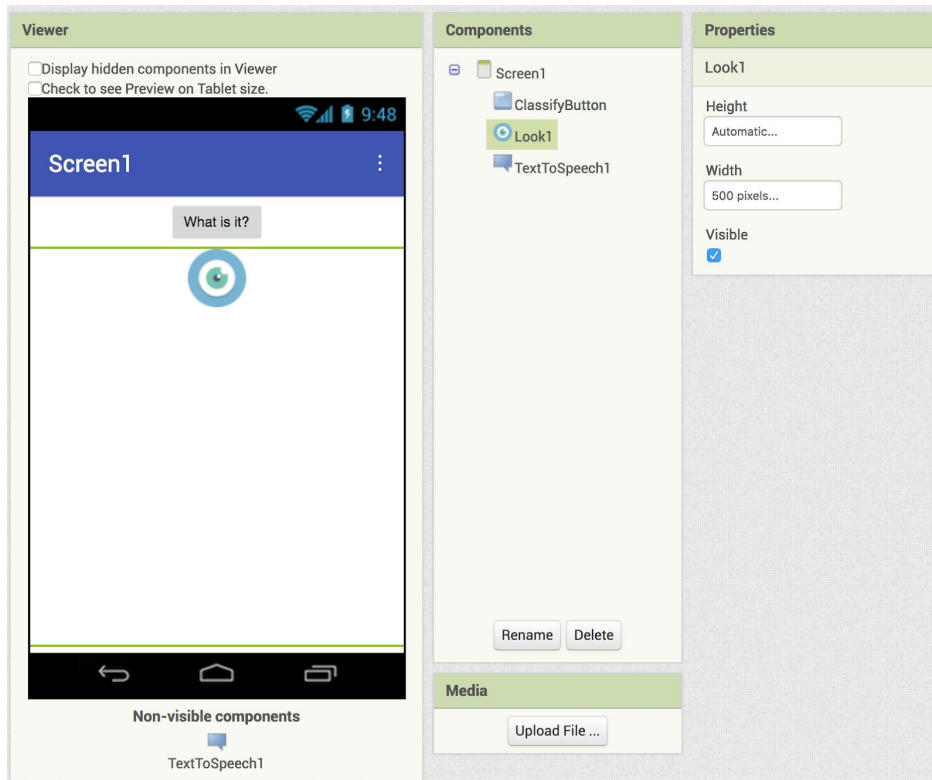 Viewer
Display hidden components in Viewer
Check to see Preview on Tablet size.
9:48
Screen1
What is it?
Non-visible components
TextToSpeech1
Components
Screen1
ClassifyButton
Look1
TextToSpeech1
Rename Delete
Media
Upload File ...
Properties
Look1
Height
Automatic...
Width
500 pixels...
Visible